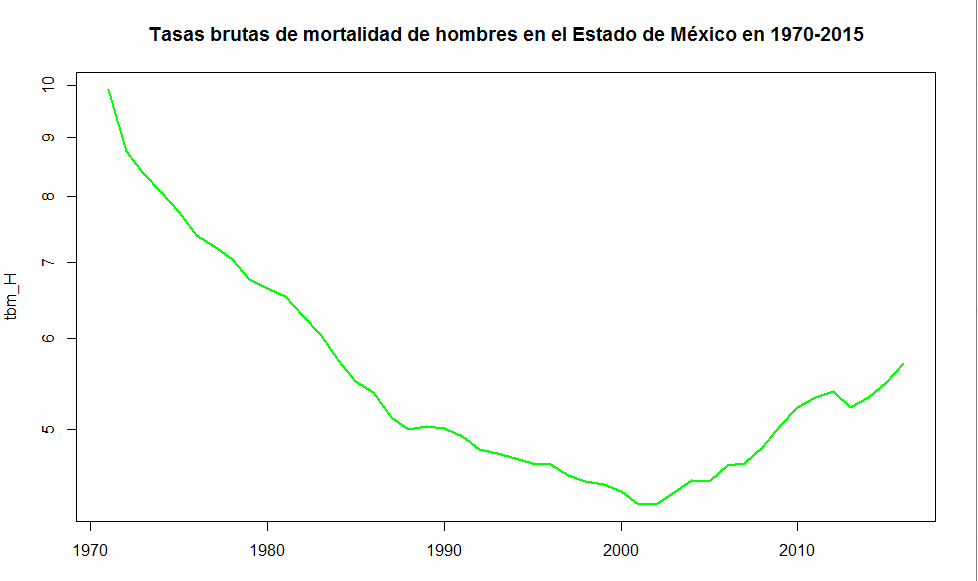 Tasas brutas de mortalidad de hombres en el Estado de México en 1970-2015
10
9
8
7
6
5
tbm_H
1970 1980 1990 2000 2010